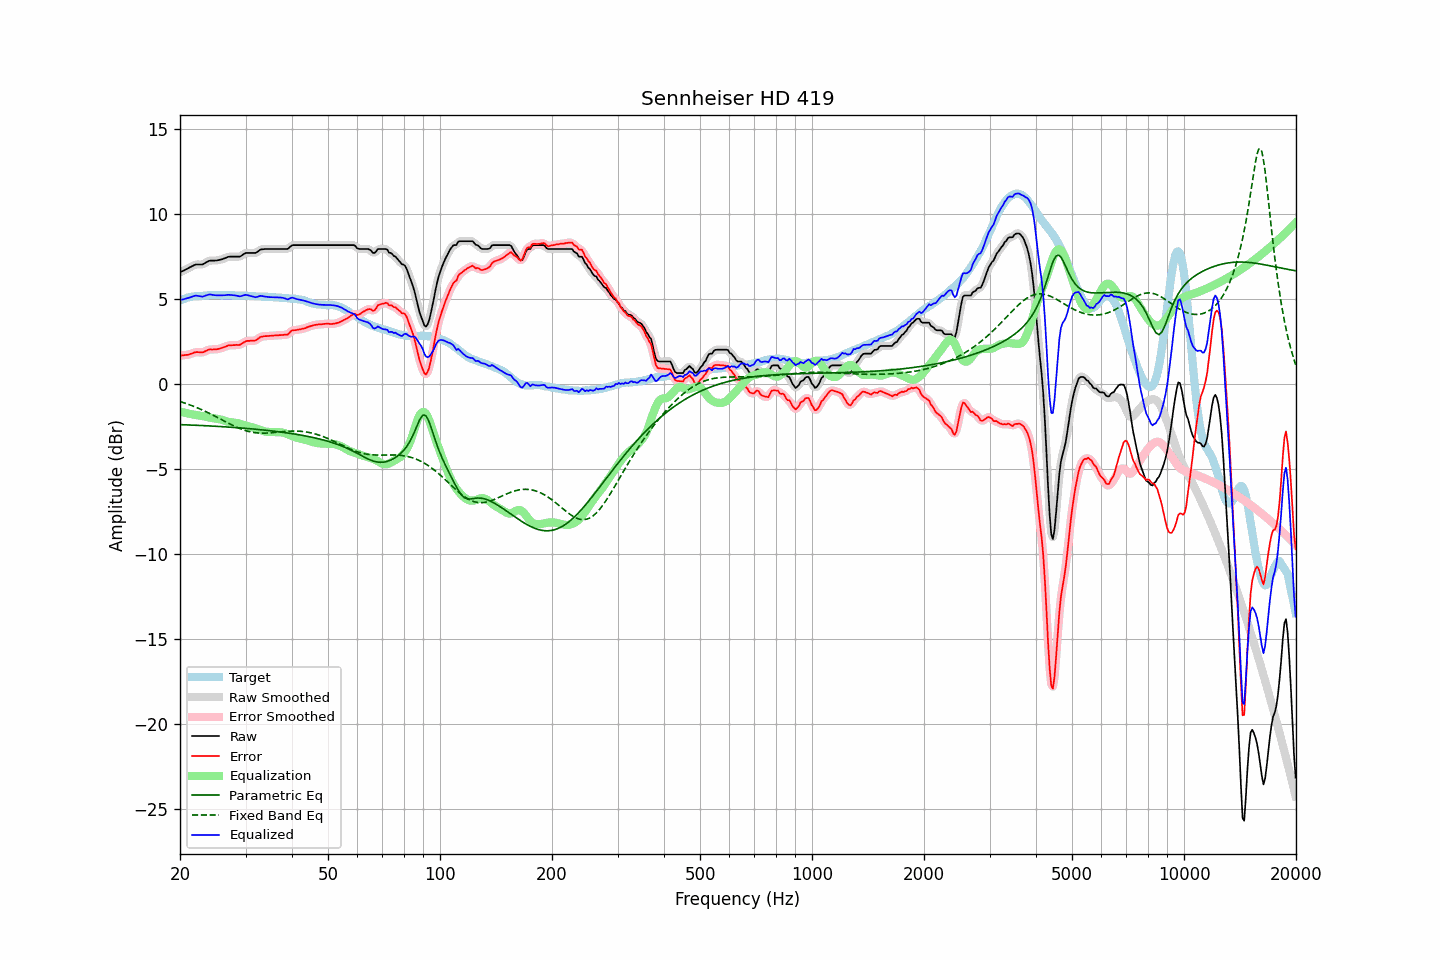 Sennheiser HD 419
15
10
5
0
−5
−10
−15
−20
−25
Amplitude (dBr)
Target
Raw Smoothed
Error Smoothed
Raw
Error
Equalization
Parametric Eq
Fixed Band Eq
Equalized
20 50 100 200 500 1000 2000 5000 10000 20000
Frequency (Hz)